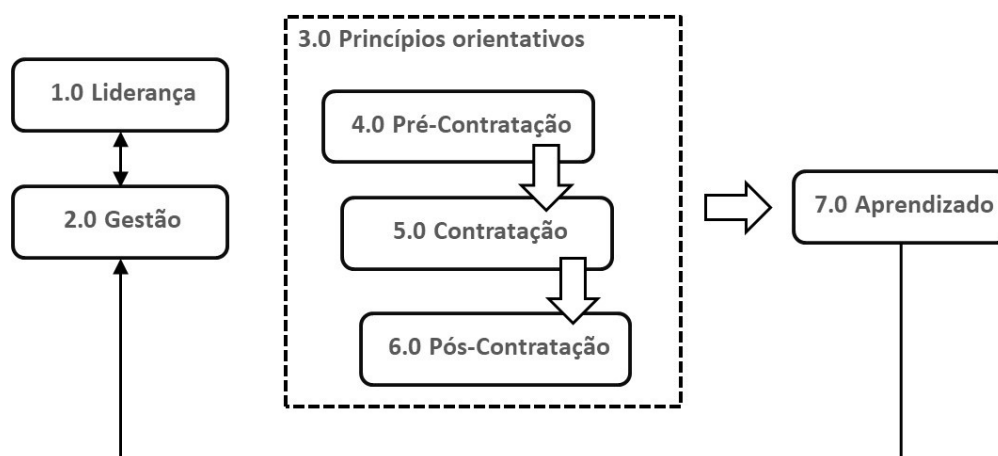 3.0 Princípios orientativos
1.0 Liderança
4.0 Pré-Contratação
2.0 Gestão
5.0 Contratação
7.0 Aprendizado
6.0 Pós-Contratação